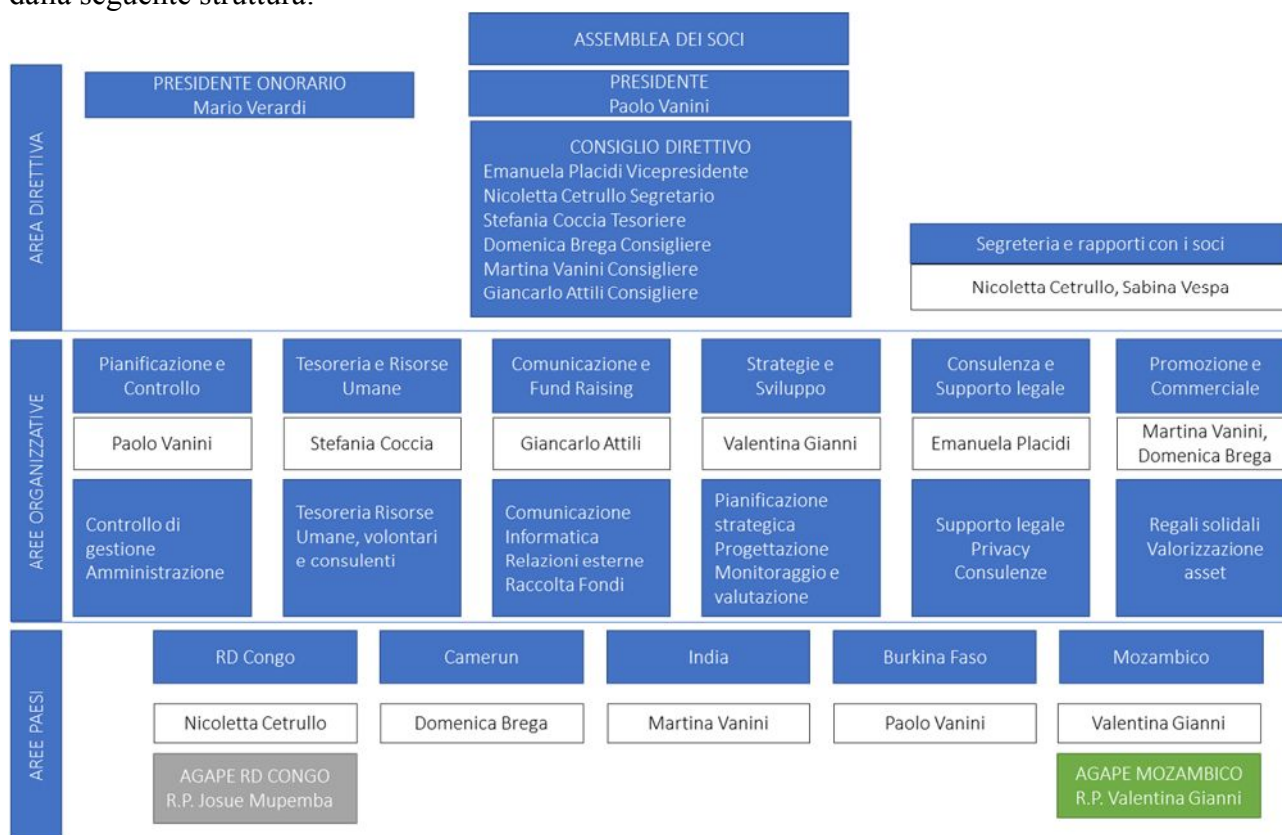 dalla seguente struttura:
ASSEMBLEA DEI SOCI
AREA DIRETTIVA
PRESIDENTE ONORARIO
Mario Verardi
PRESIDENTE
Paolo Vanini
CONSIGLIO DIRETTIVO
Emanuela Placidi Vicepresidente
Nicoletta Cetrullo Segretario
Stefania Coccia Tesoriere
Domenica Brega Consigliere
Martina Vanini Consigliere
Giancarlo Attili Consigliere
Segreteria e rapporti con i soci
Nicoletta Cetrullo, Sabina Vespa
AREE ORGANIZZATIVE
Pianificazione e
Controllo
Paolo Vanini
Controllo di
gestione
Amministrazione
Tesoreria e Risorse
Umane
Stefania Coccia
Tesoreria Risorse
Umane, volontari
e consulenti
Comunicazione e
Fund Raising
Giancarlo Attili
Comunicazione
Informatica
Relazioni esterne
Raccolta Fondi
Strategie e
Sviluppo
Valentina Gianni
Pianificazione
strategica
Progettazione
Monitoraggio e
valutazione
Consulenza e
Supporto legale
Emanuela Placidi
Supporto legale
Privacy
Consulenze
Promozione e
Commerciale
Martina Vanini,
Domenica Brega
Regali solidali
Valorizzazione
asset
AREE PAESI
RD Congo
Nicoletta Cetrullo
AGAPE RD CONGO
R.P. Josue Mupemba
Camerun
Domenica Brega
India
Martina Vanini
Burkina Faso
Paolo Vanini
Mozambico
Valentina Gianni
AGAPE MOZAMBICO
R.P. Valentina Gianni